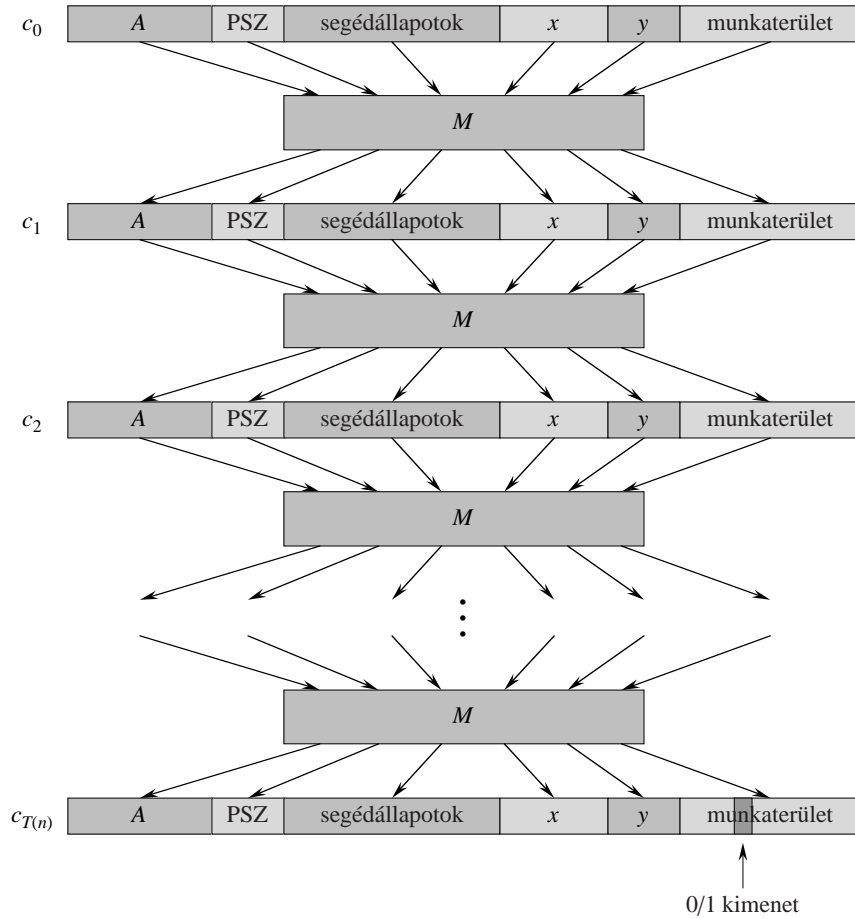 c0 A PSZ segédállapotok x y munkaterület
M
c1 A PSZ segédállapotok x y munkaterület
M
c2 A PSZ segédállapotok x y munkaterület
M
M
cT(n) A PSZ segédállapotok x y munkaterület
0/1 kimenet